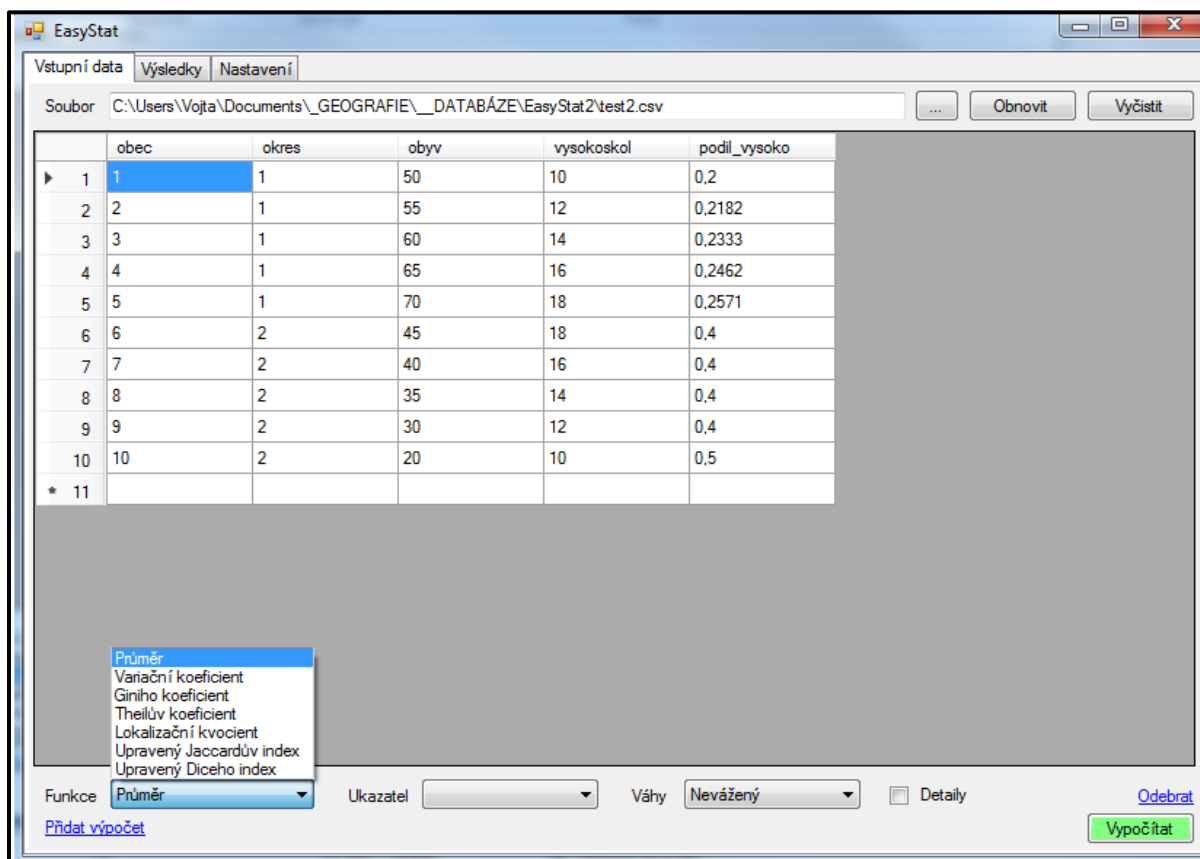 EasyStat
Vstupní data Výsledky Nastavení
Soubor C:\Users\Vojta\Documents\_GEOGRAFIE\__DATABÁZE\EasyStat2\test2.csv ... Obnovit Vyčistit
obec okres obyv vysokoskol podil_vysoko
1 1 1 50 10 0,2
2 2 1 55 12 0,2182
3 3 1 60 14 0,2333
4 4 1 65 16 0,2462
5 5 1 70 18 0,2571
6 6 2 45 18 0,4
7 7 2 40 16 0,4
8 8 2 35 14 0,4
9 9 2 30 12 0,4
10 10 2 20 10 0,5
* 11
Průměr
Variační koeficient
Giniho koeficient
Theilův koeficient
Lokalizační kvocient
Upravený Jaccardův index
Upravený Diceho index
Funkce Průměr Ukazatel Váhy Nevážený Detaily Odebrat
Přidat výpočet Vypočítat